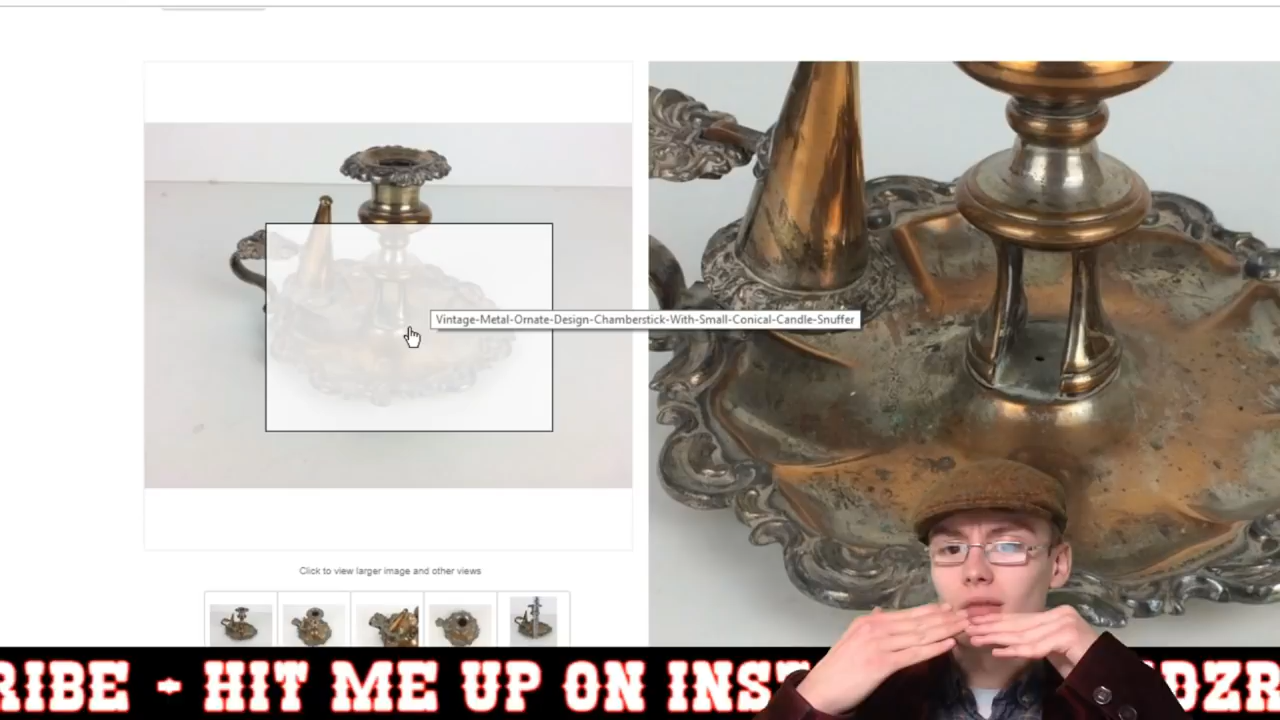 Vintage-Metal-Ornate-Design-Chamberstick-With-Small-Conical-Candle-Snuffer
Click to view larger image and other views
RIBE - HIT ME UP ON INS DZR